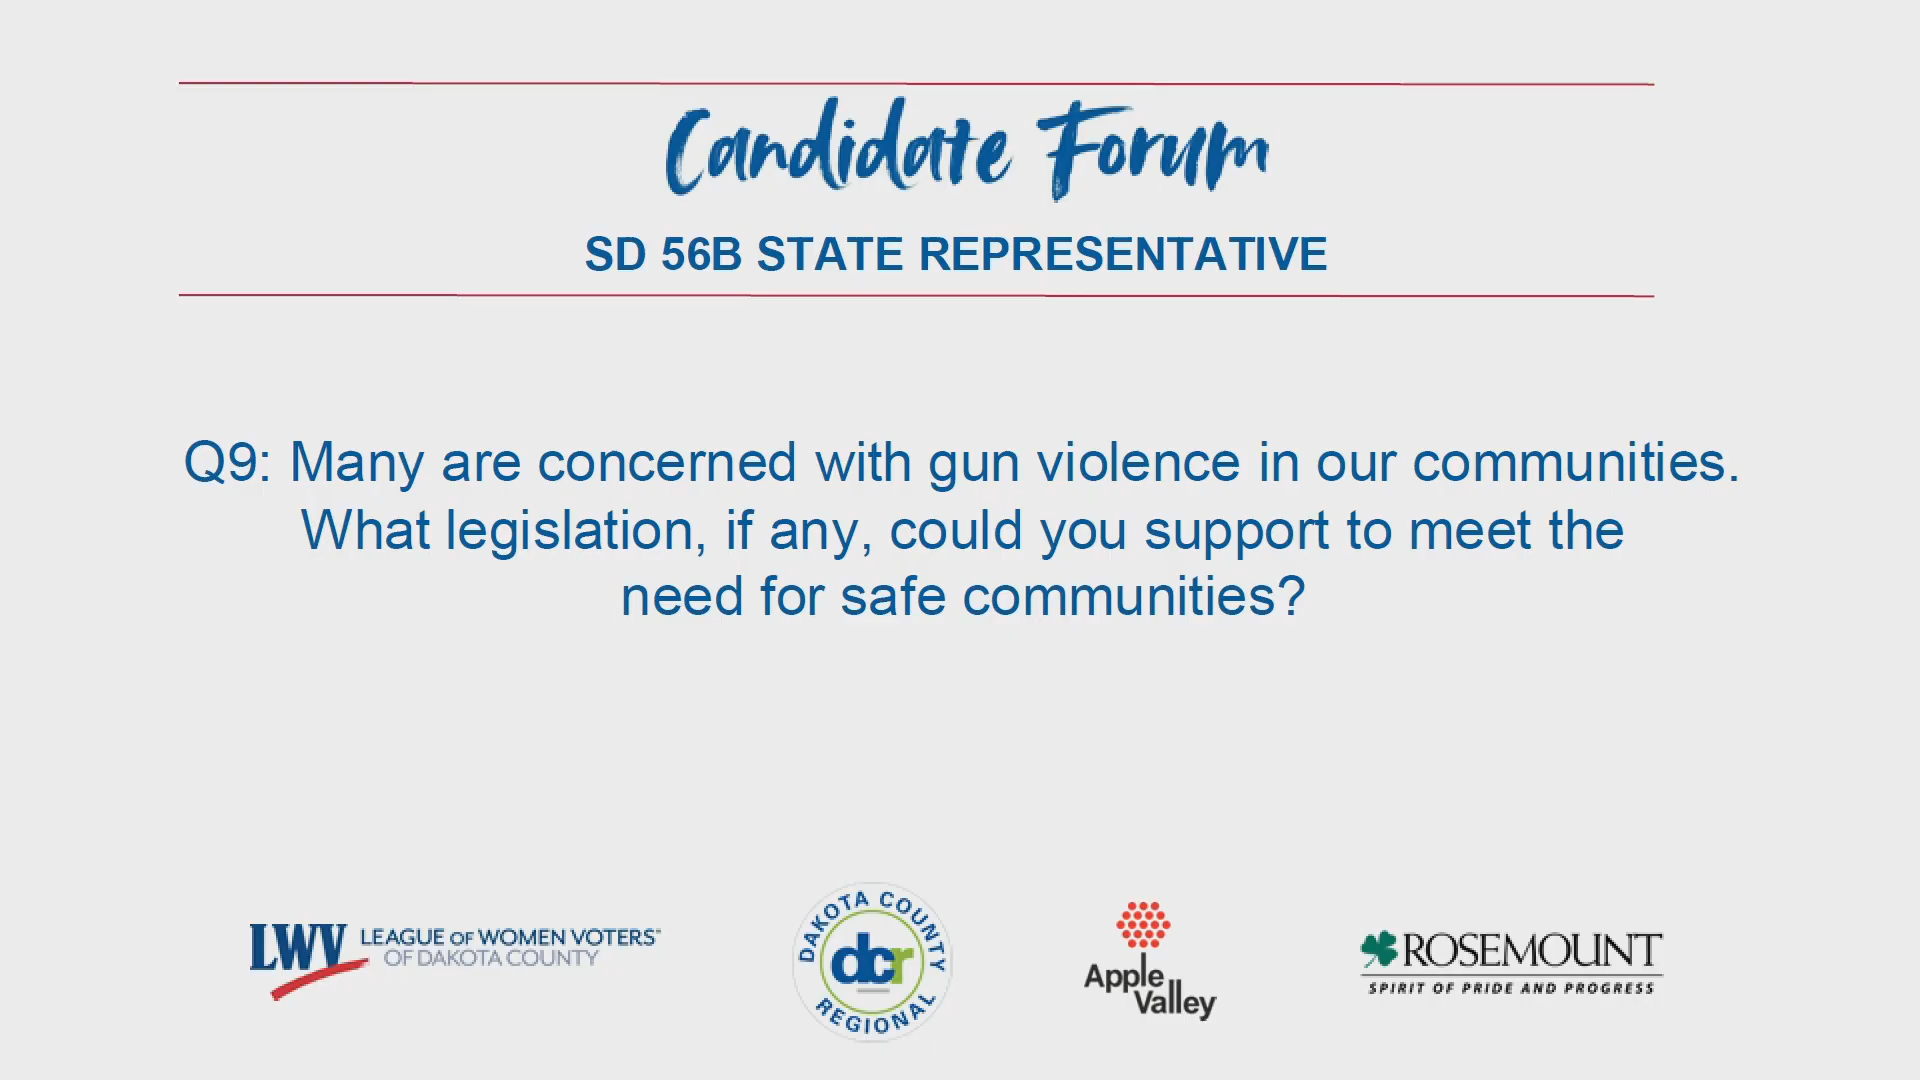 Candidate Forum
SD 56B STATE REPRESENTATIVE
Q9: Many are concerned with gun violence in our communities.
What legislation, if any, could you support to meet the
need for safe communities?
LWV LEAGUE OF WOMEN VOTERS®
OF DAKOTA COUNTY
DAKOTA COUNTY
dcr
REGIONAL
Apple
Valley
ROSEMOUNT
SPIRIT OF PRIDE AND PROGRESS